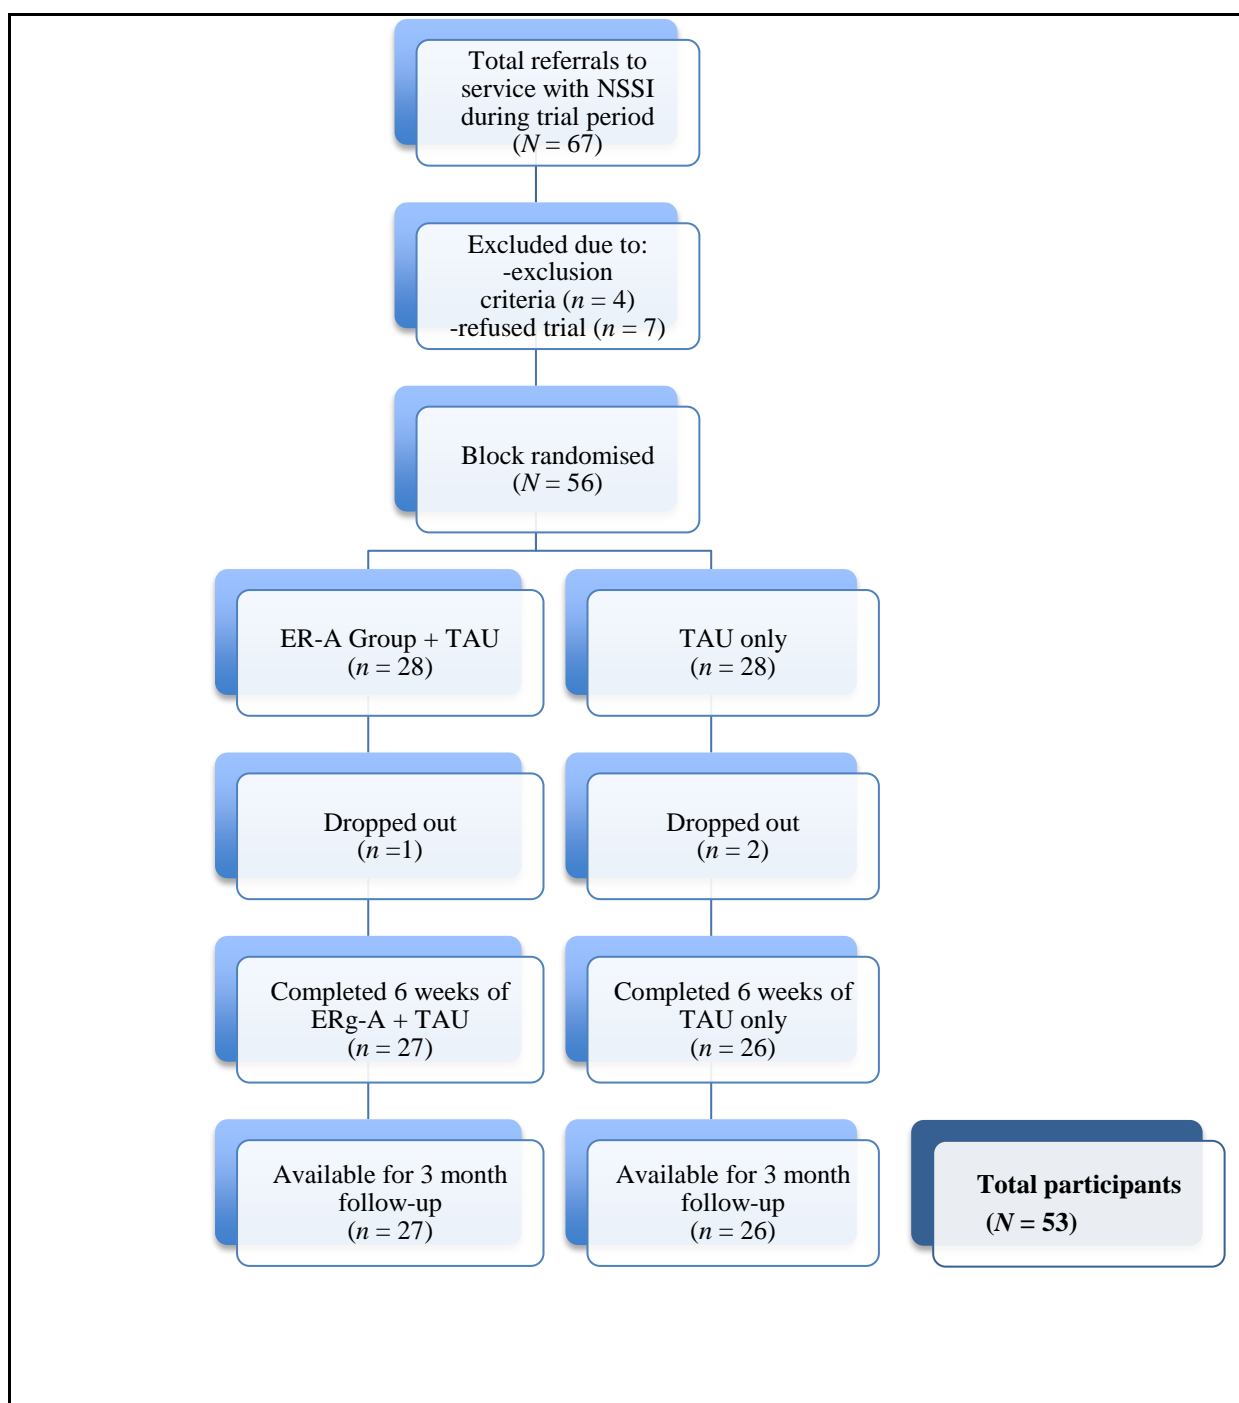 Total referrals to
service with NSSI
during trial period
(N = 67)
Excluded due to:
-exclusion
criteria (n = 4)
-refused trial (n = 7)
Block randomised
(N = 56)
ER-A Group + TAU
(n = 28)
TAU only
(n = 28)
Dropped out
(n =1)
Dropped out
(n = 2)
Completed 6 weeks of
ERg-A + TAU
(n = 27)
Completed 6 weeks of
TAU only
(n = 26)
Available for 3 month
follow-up
(n = 27)
Available for 3 month
follow-up
(n = 26)
Total participants
(N = 53)